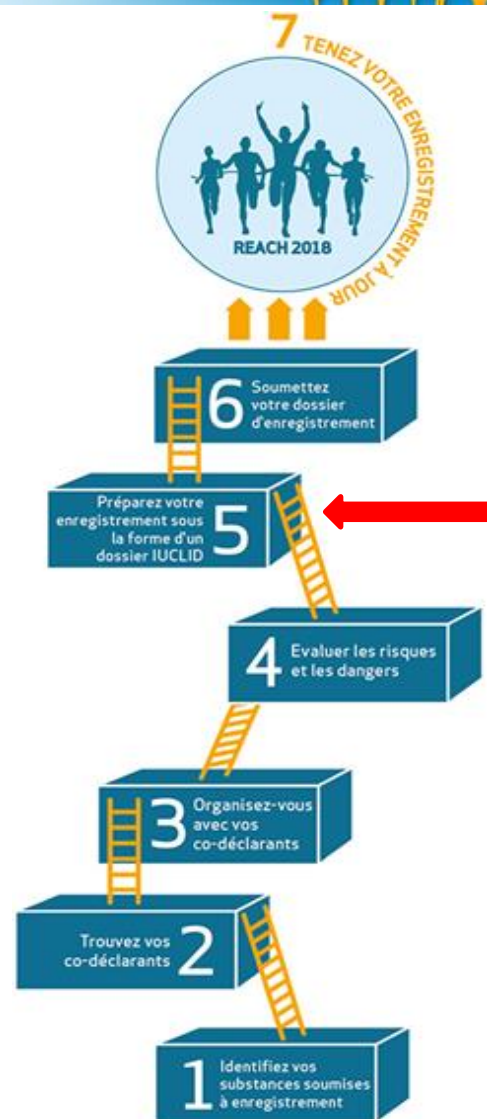 7 TENEZ VOTRE ENREGISTREMENT À JOUR
REACH 2018
6 Soumettez
votre dossier
d'enregistrement
Préparez votre
enregistrement sous
la forme d'un
dossier IUCLID 5
4 Evaluer les risques
et les dangers
3 Organisez-vous
avec vos
co-déclarants
Trouvez vos
co-déclarants 2
1 Identifiez vos
substances soumises
à enregistrement